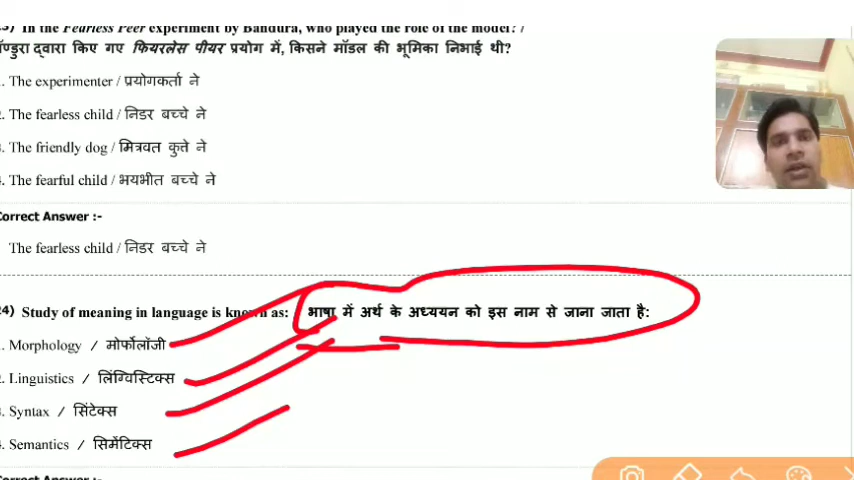 In the Fearless Peer experiment by Bandura, who played the role of the model? /
द्वारा किए गए फियरलेस पीयर प्रयोग में, किसने मॉडल की भूमिका निभाई थी?
. The experimenter / प्रयोगकर्ता ने
. The fearless child / निडर बच्चे ने
. The friendly dog / मित्रवत कुत्ते ने
. The fearful child / भयभीत बच्चे ने
Correct Answer :-
The fearless child / निडर बच्चे ने
24) Study of meaning in language is known as: भाषा में अर्थ के अध्ययन को इस नाम से जाना जाता है:
. Morphology / मोर्फोलॉजी
. Linguistics / लिंग्विस्टिक्स
. Syntax / सिंटेक्स
. Semantics / सिमेंटिक्स
Correct Answer :-